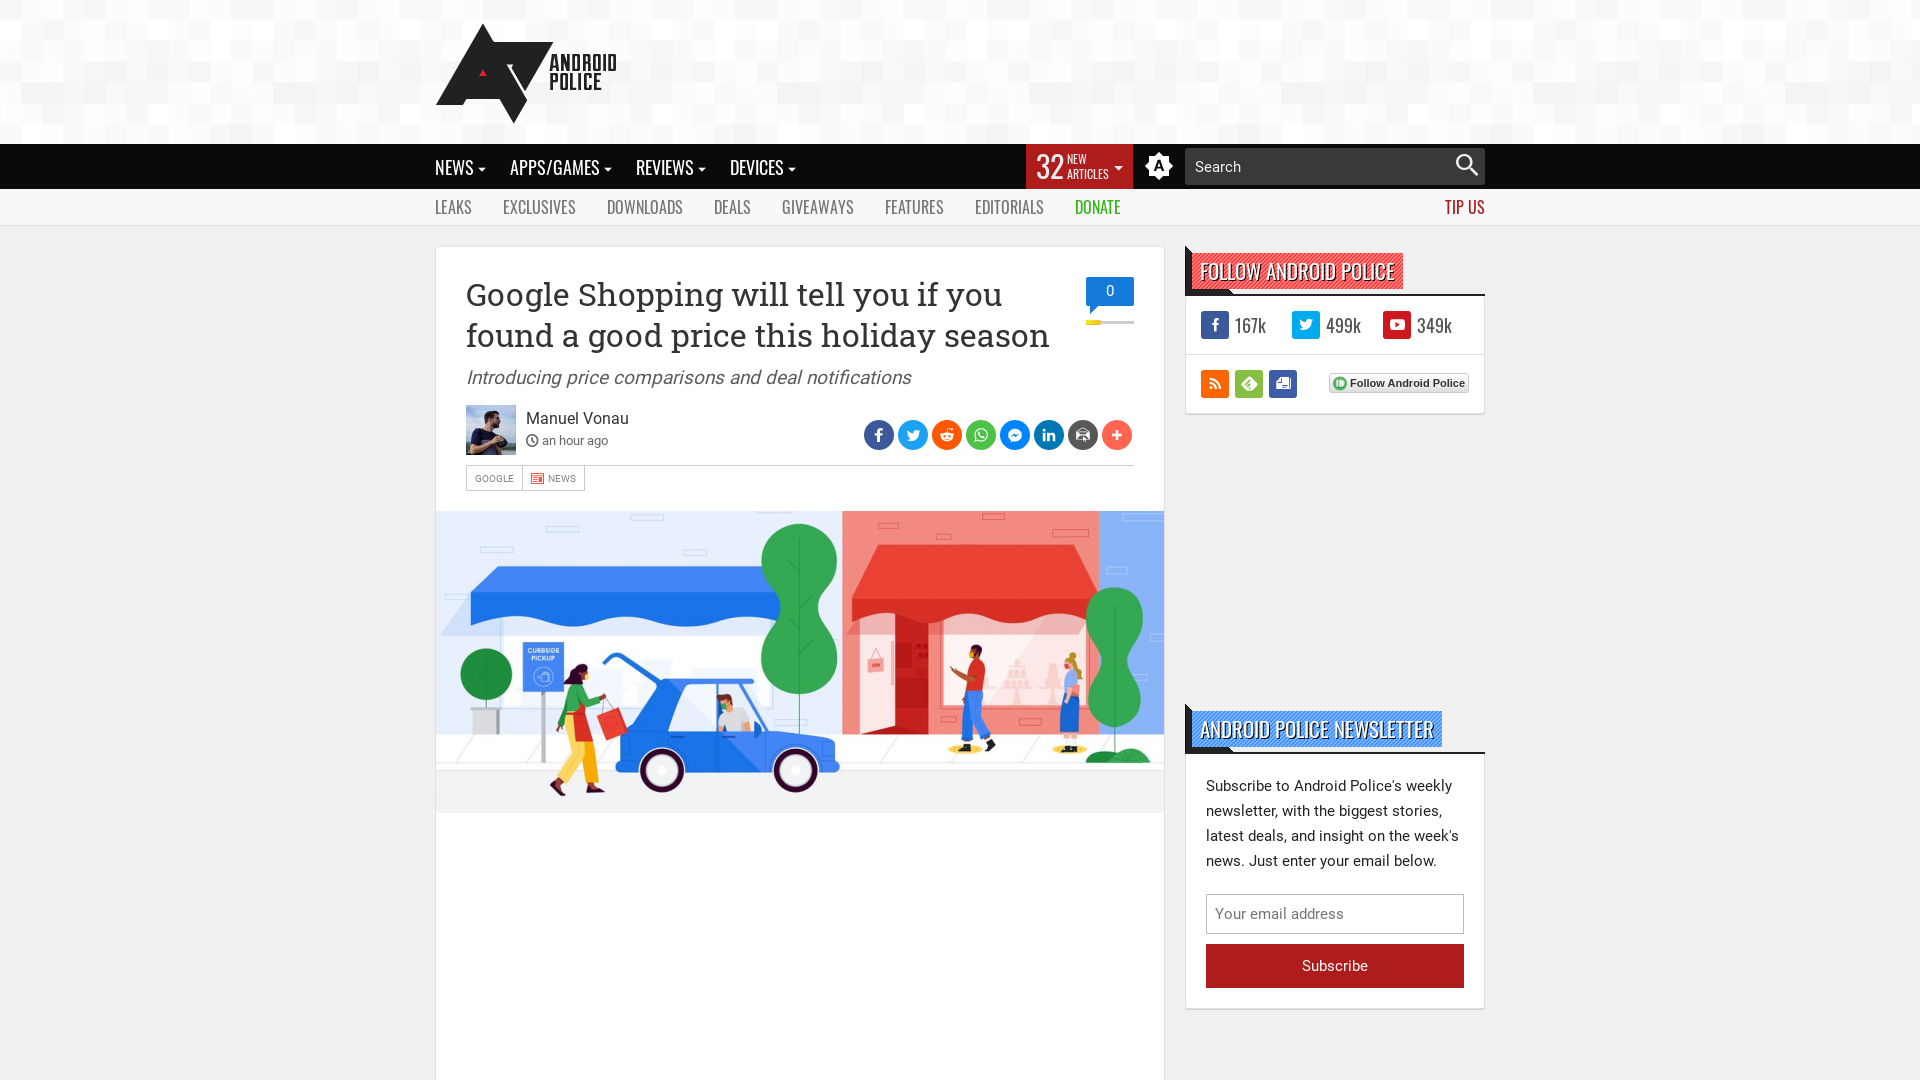 ANDROID
POLICE
NEWS
APPS/GAMES
REVIEWS
DEVICES
32 NEW ARTICLES
Search
LEAKS
EXCLUSIVES
DOWNLOADS
DEALS
GIVEAWAYS
FEATURES
EDITORIALS
DONATE
TIP US
Google Shopping will tell you if you
found a good price this holiday season
0
Introducing price comparisons and deal notifications
Manuel Vonau
an hour ago
GOOGLE
NEWS
CURBSIDE
PICKUP
OPEN
FOLLOW ANDROID POLICE
167k
499k
349k
Follow Android Police
ANDROID POLICE NEWSLETTER
Subscribe to Android Police's weekly
newsletter, with the biggest stories,
latest deals, and insight on the week's
news. Just enter your email below.
Your email address
Subscribe